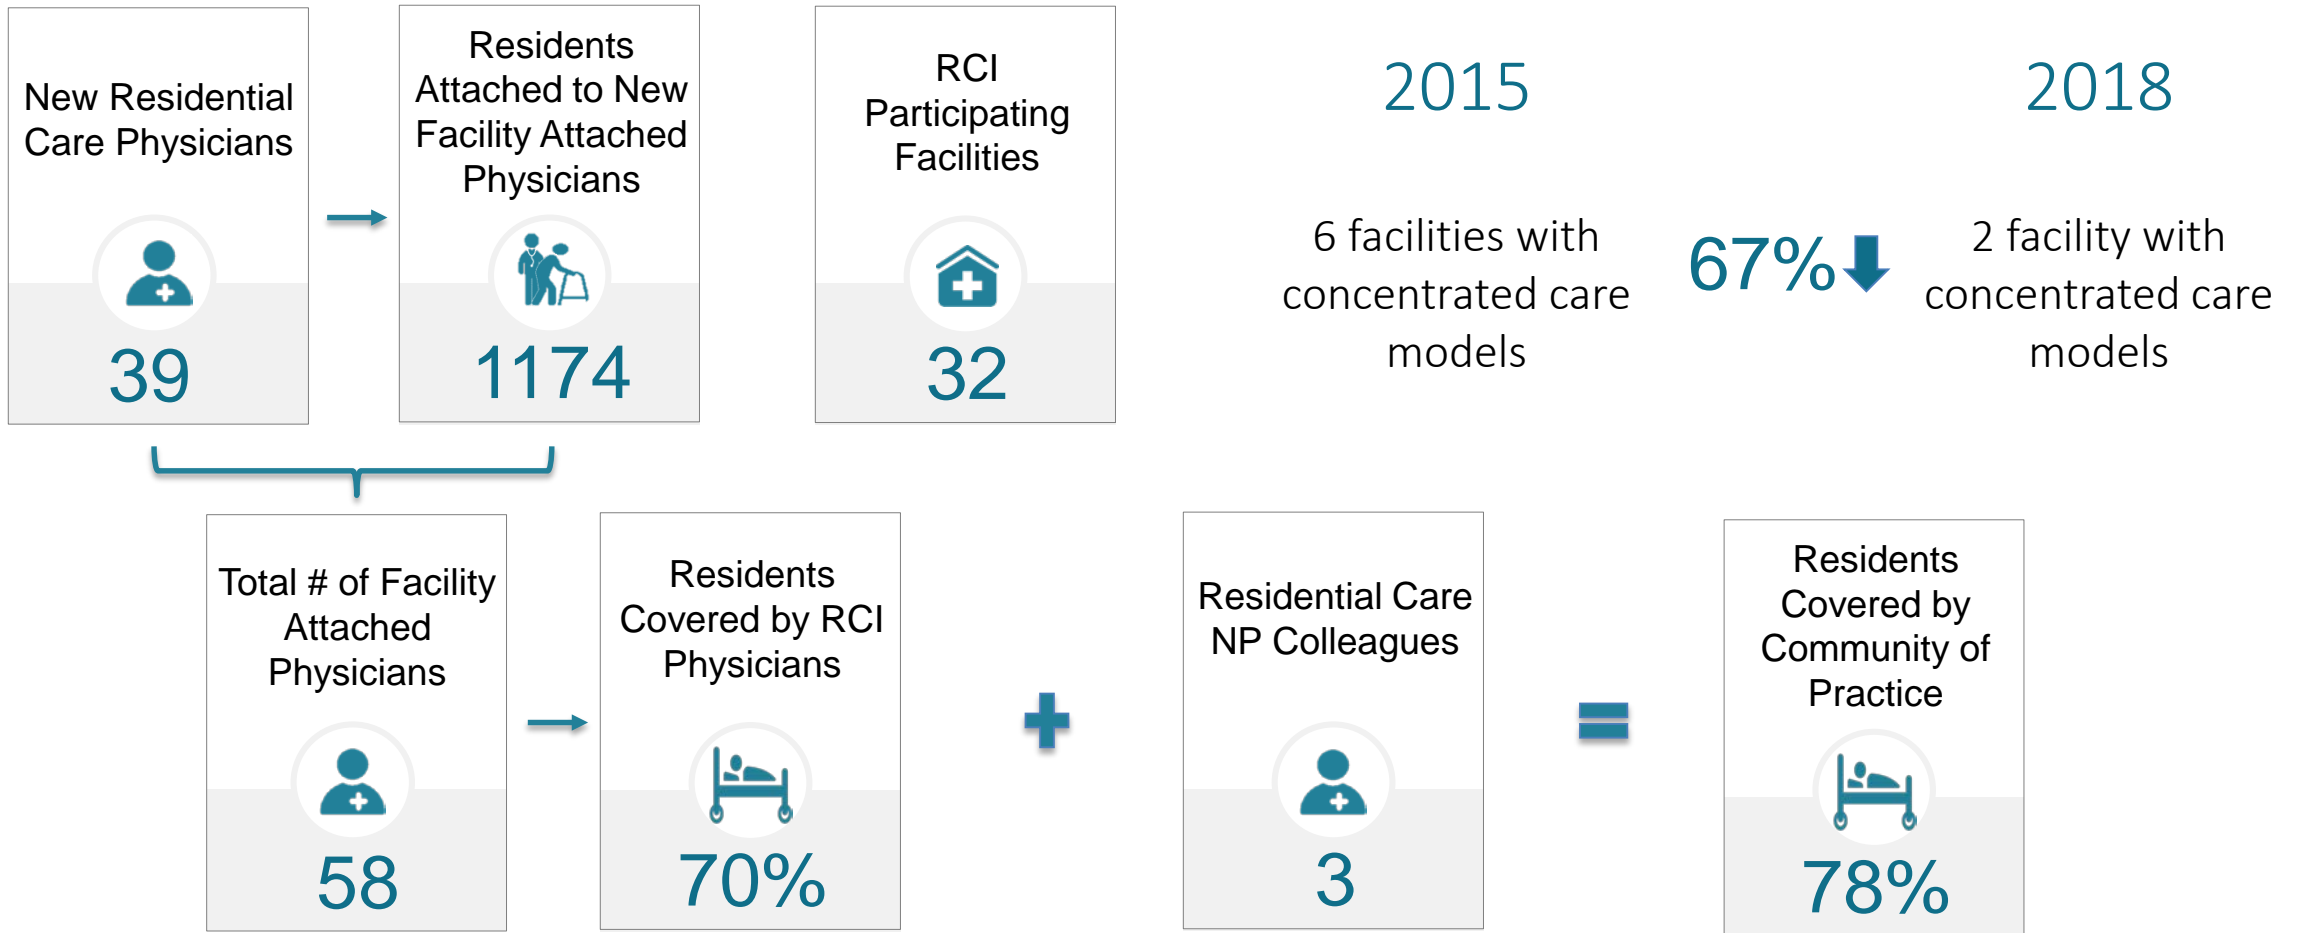 New Residential
Care Physicians
39
Residents
Attached to New
Facility Attached
Physicians
1174
RCI
Participating
Facilities
32
2015
6 facilities with
concentrated care
models
67%
2018
2 facility with
concentrated care
models
Total # of Facility
Attached
Physicians
58
Residents
Covered by RCI
Physicians
70%
Residential Care
NP Colleagues
3
Residents
Covered by
Community of
Practice
78%